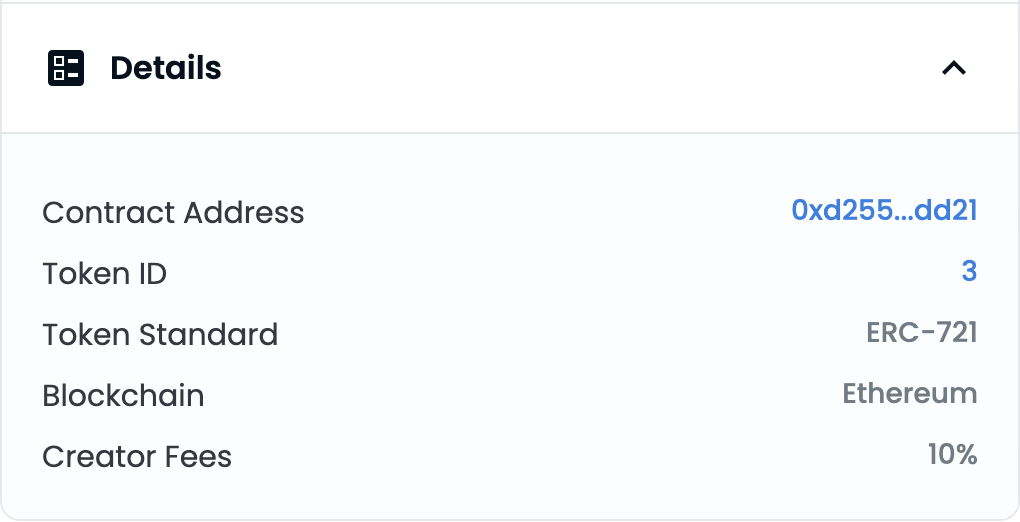 Details
Contract Address 0xd255...dd21
Token ID 3
Token Standard ERC-721
Blockchain Ethereum
Creator Fees 10%